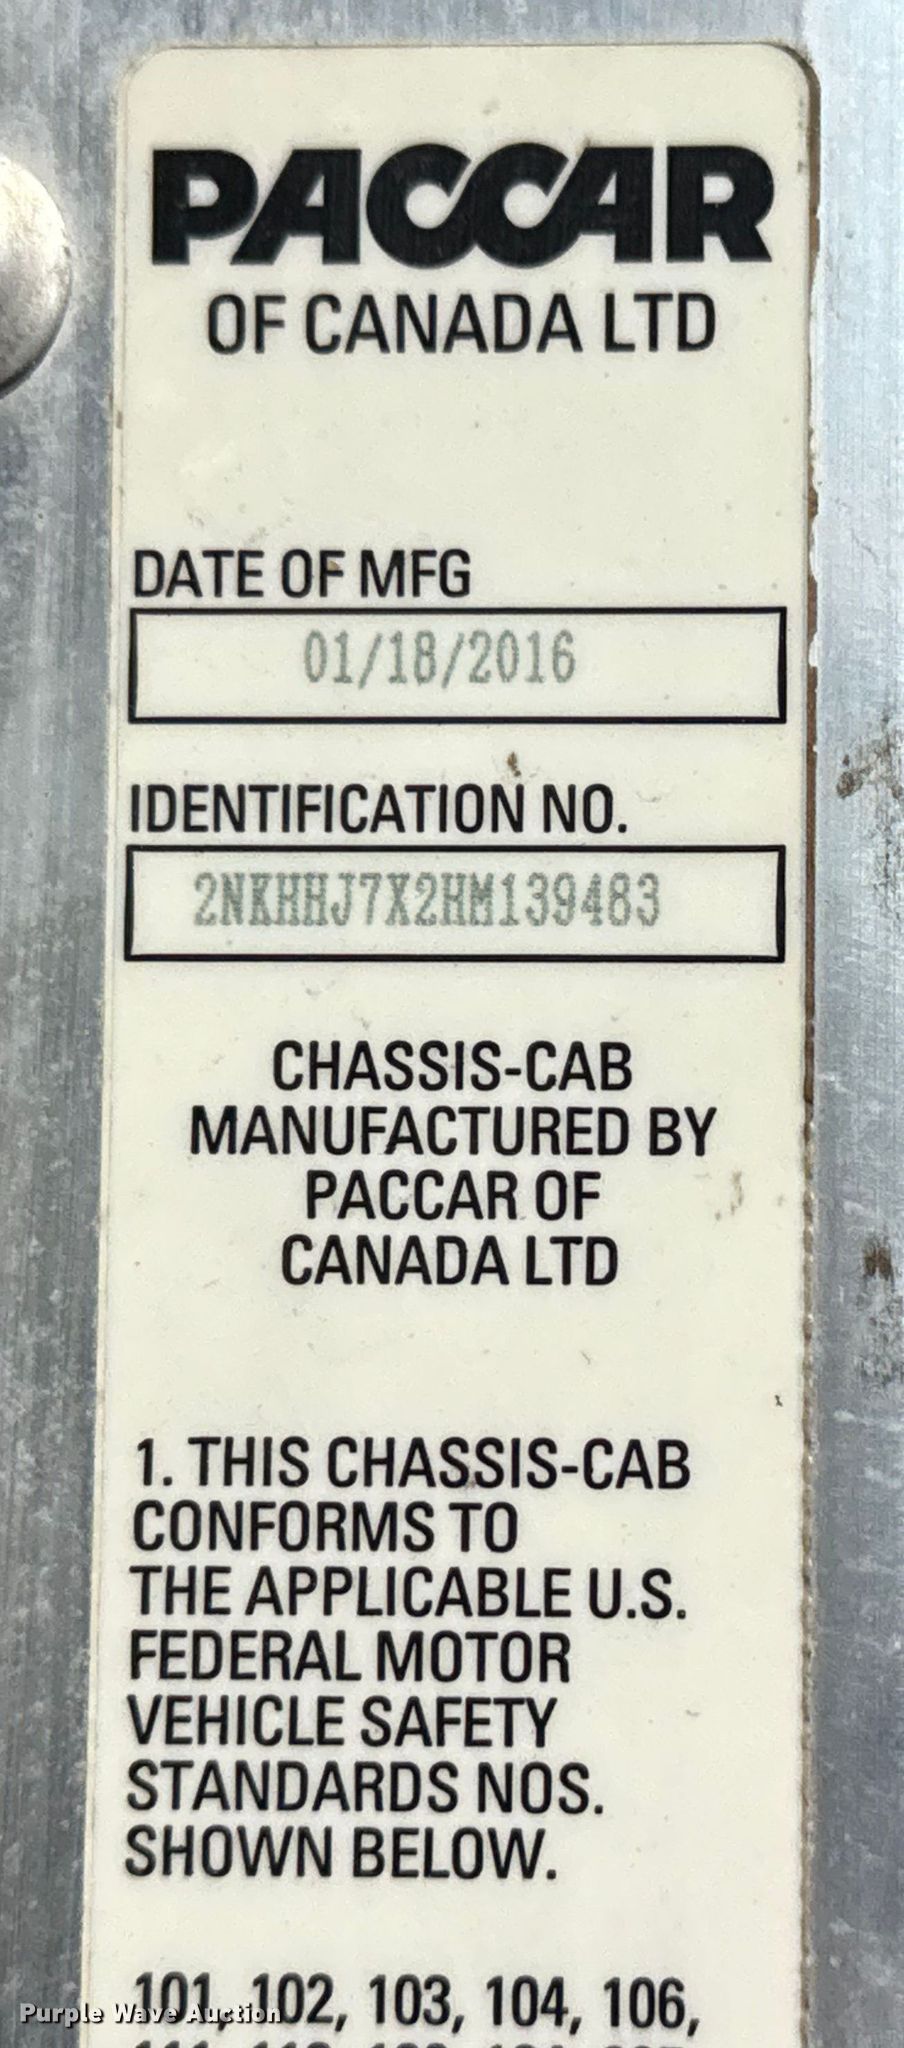 PACCAR
OF CANADA LTD
DATE OF MFG
01/18/2016
IDENTIFICATION NO.
2NKHHJ7X2HM139483
CHASSIS-CAB
MANUFACTURED BY
PACCAR OF
CANADA LTD
1. THIS CHASSIS-CAB
CONFORMS TO
THE APPLICABLE U.S.
FEDERAL MOTOR
VEHICLE SAFETY
STANDARDS NOS.
SHOWN BELOW.
101, 102, 103, 104, 106,
Purple Wave Auction